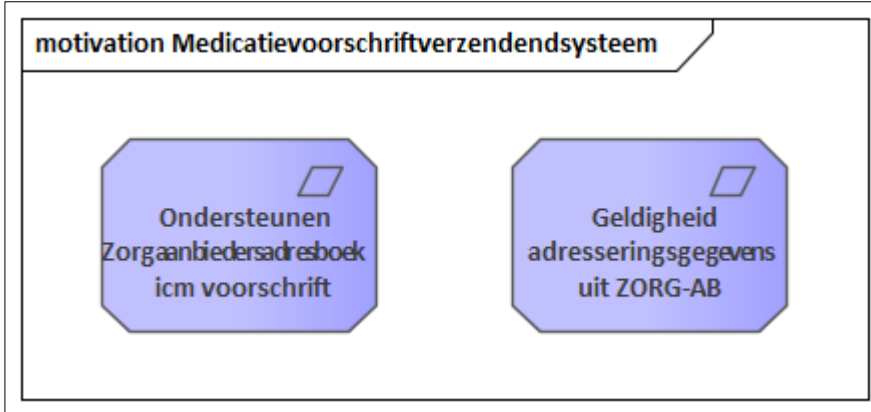 motivation Medicatievoorschriftverzendendsysteem
Ondersteunen
Zorgaanbiedersadresboek
icm voorschrift
Geldigheid
adresseringsgegevens
uit ZORG-AB